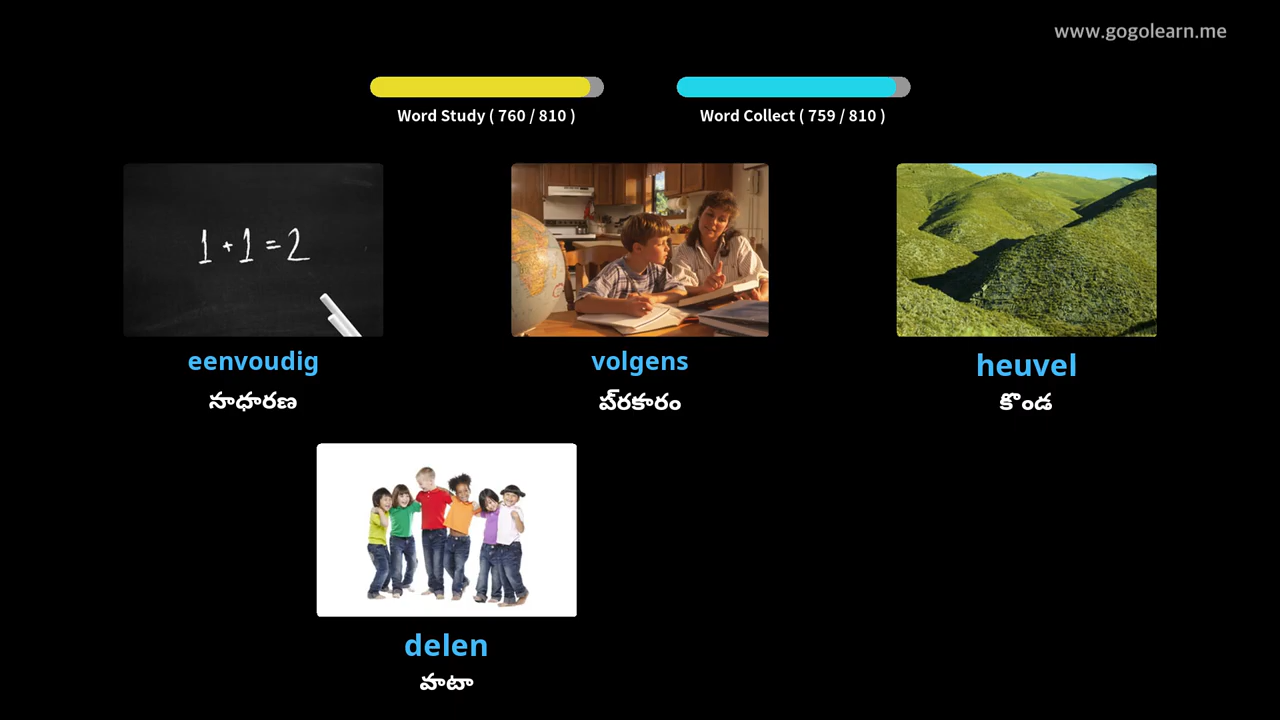 www.gogolearn.me
Word Study ( 760 / 810 )
Word Collect ( 759 / 810 )
1 + 1 = 2
eenvoudig
volgens
heuvel
సాధారణ
ప్రకారం
కొండ
delen
వాటా